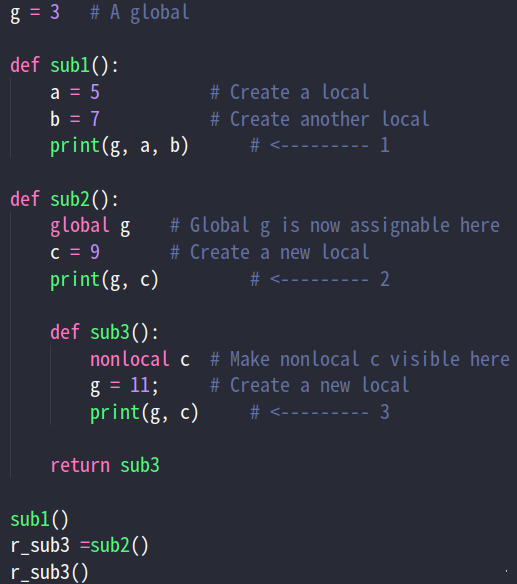 g = 3   # A global

def sub1():
    a = 5           # Create a local
    b = 7           # Create another local
    print(g, a, b)      # <--------- 1

def sub2():
    global g    # Global g is now assignable here
    c = 9       # Create a new local
    print(g, c)         # <--------- 2

    def sub3():
        nonlocal c  # Make nonlocal c visible here
        g = 11;     # Create a new local
        print(g, c)     # <--------- 3

    return sub3

sub1()
r_sub3 =sub2()
r_sub3()